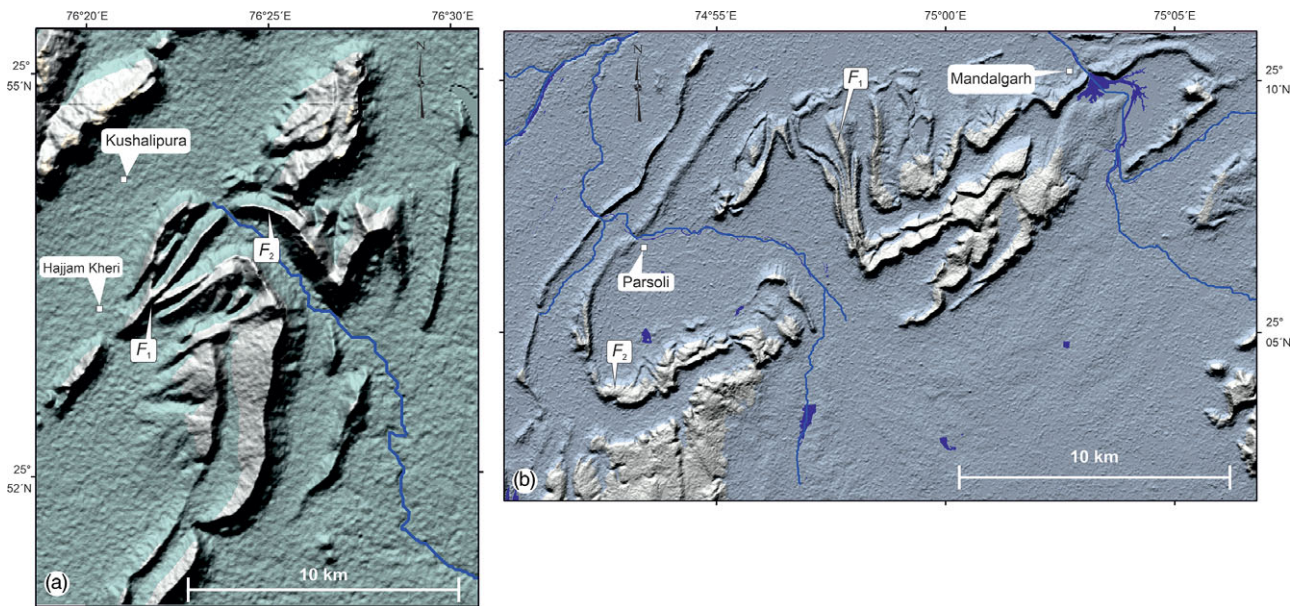 76°20´E
76°25´E
76°30´E
25°
55´N
N
Kushalipura
F2
Hajjam Kheri
F1
25°
52´N
(a)
10 km
74°55´E
75°00´E
75°05´E
N
F1
Mandalgarh
25°
10´N
Parsoli
F2
25°
05´N
(b)
10 km